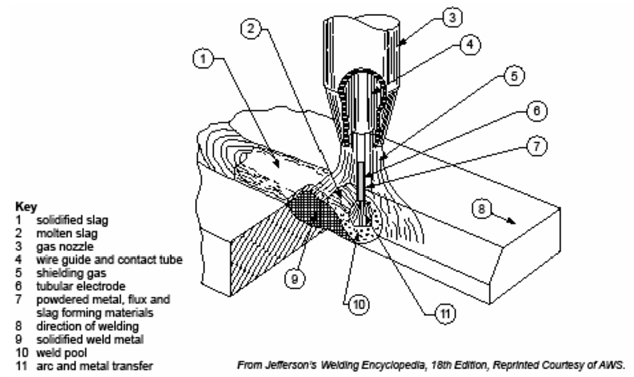 2
3
4
1
5
6
7
8
9
10
11
Key
1 solidified slag
2 molten slag
3 gas nozzle
4 wire guide and contact tube
5 shielding gas
6 tubular electrode
7 powdered metal, flux and
slag forming materials
8 direction of welding
9 solidified weld metal
10 weld pool
11 arc and metal transfer
From Jefferson's Welding Encyclopedia, 18th Edition, Reprinted Courtesy of AWS.